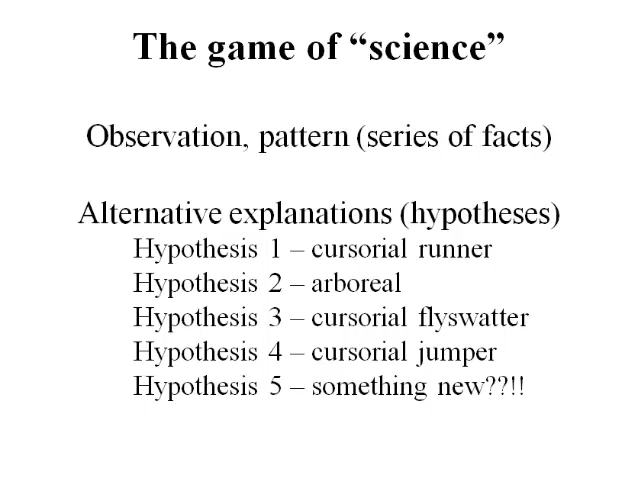 The game of “science”
Observation, pattern (series of facts)
Alternative explanations (hypotheses)
Hypothesis 1 – cursorial runner
Hypothesis 2 – arboreal
Hypothesis 3 – cursorial flyswatter
Hypothesis 4 – cursorial jumper
Hypothesis 5 – something new??!!